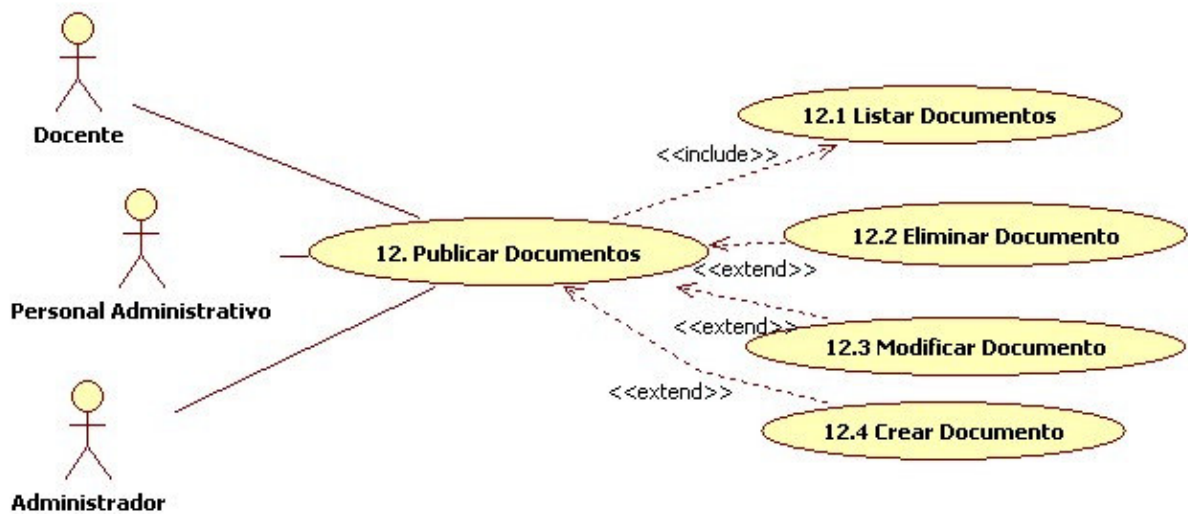 Docente
Personal Administrativo
Administrador
12. Publicar Documentos
<<include>>
12.1 Listar Documentos
12.2 Eliminar Documento
<<extend>>
<<extend>>
12.3 Modificar Documento
<<extend>>
12.4 Crear Documento